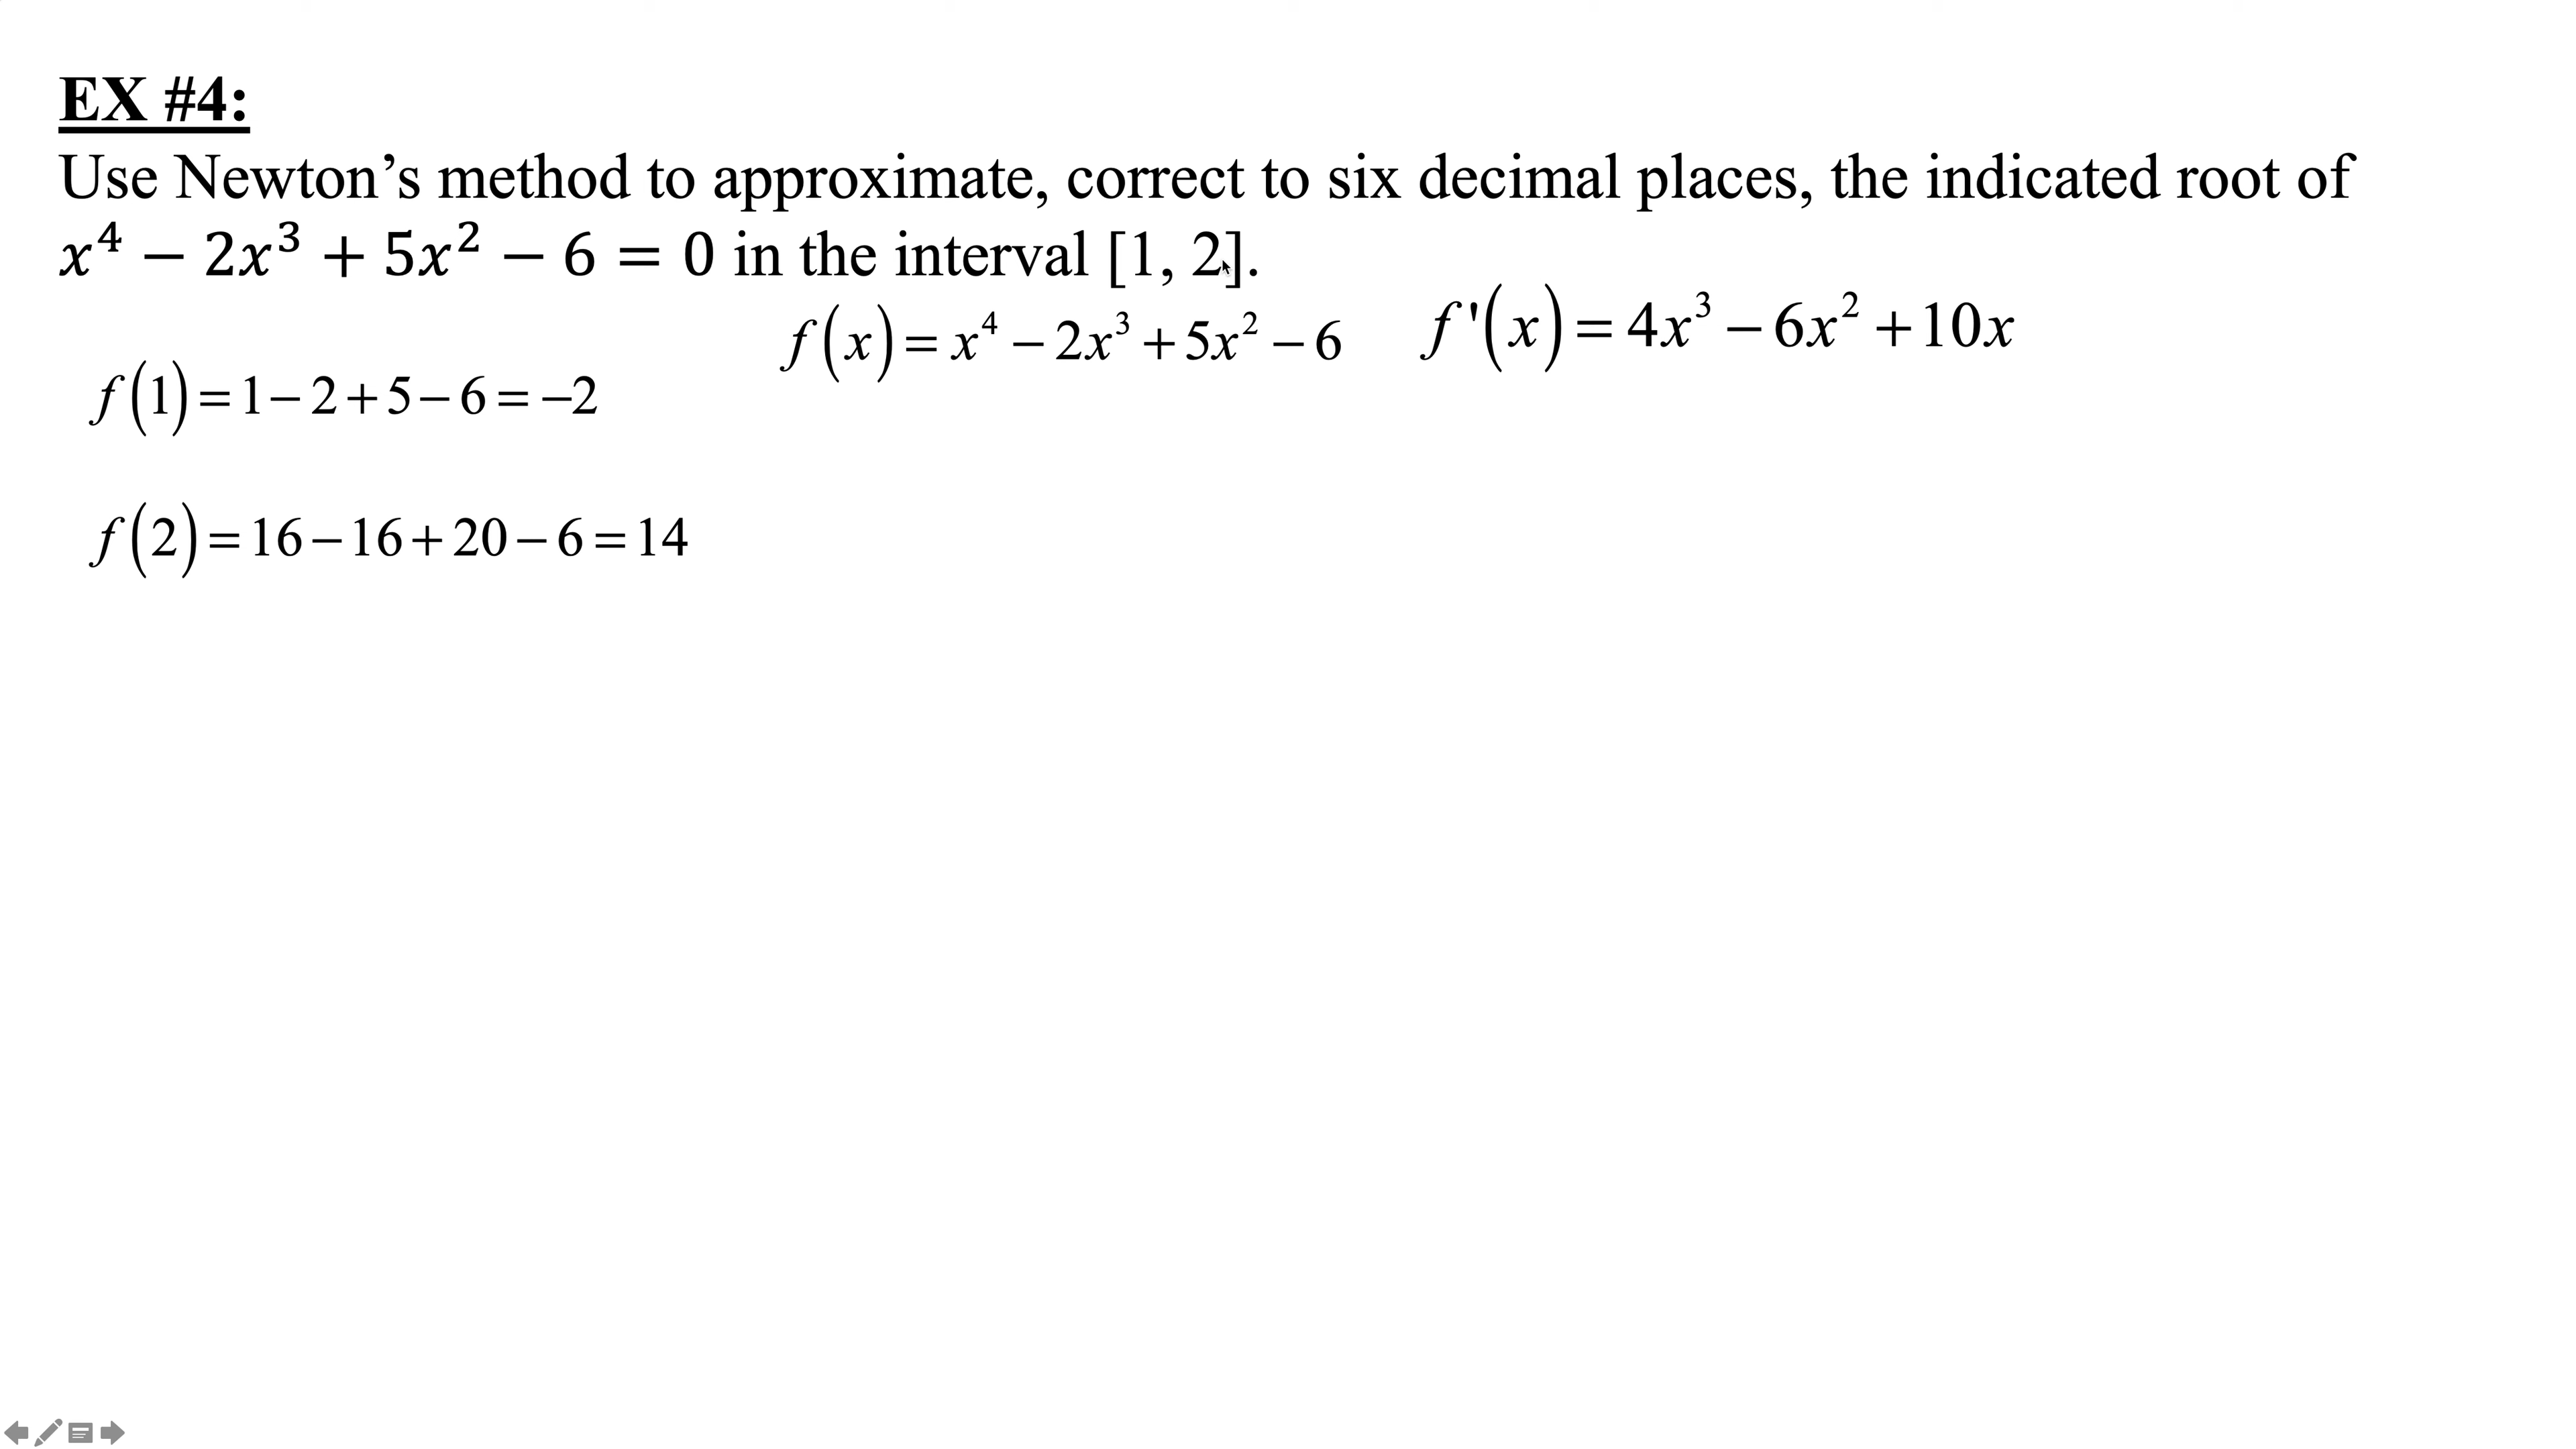 EX #4:
Use Newton’s method to approximate, correct to six decimal places, the indicated root of
x⁴ − 2x³ + 5x² − 6 = 0 in the interval [1, 2].
f(x) = x⁴ − 2x³ + 5x² − 6 f'(x) = 4x³ − 6x² + 10x
f(1) = 1 − 2 + 5 − 6 = −2
f(2) = 16 − 16 + 20 − 6 = 14